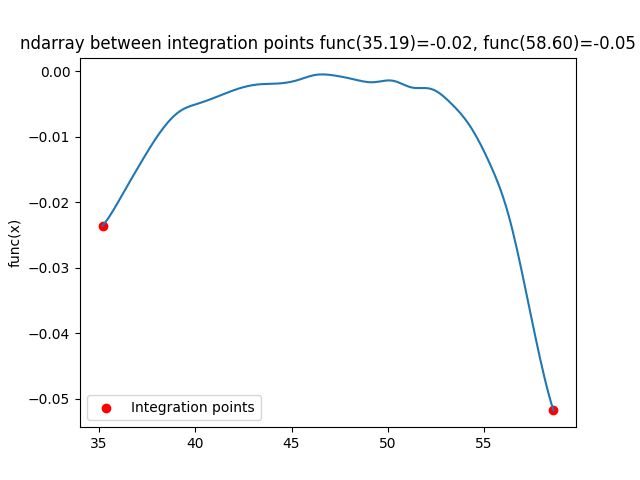 ndarray between integration points func(35.19)=-0.02, func(58.60)=-0.05
0.00
−0.01
−0.02
−0.03
−0.04
−0.05
func(x)
Integration points
35 40 45 50 55